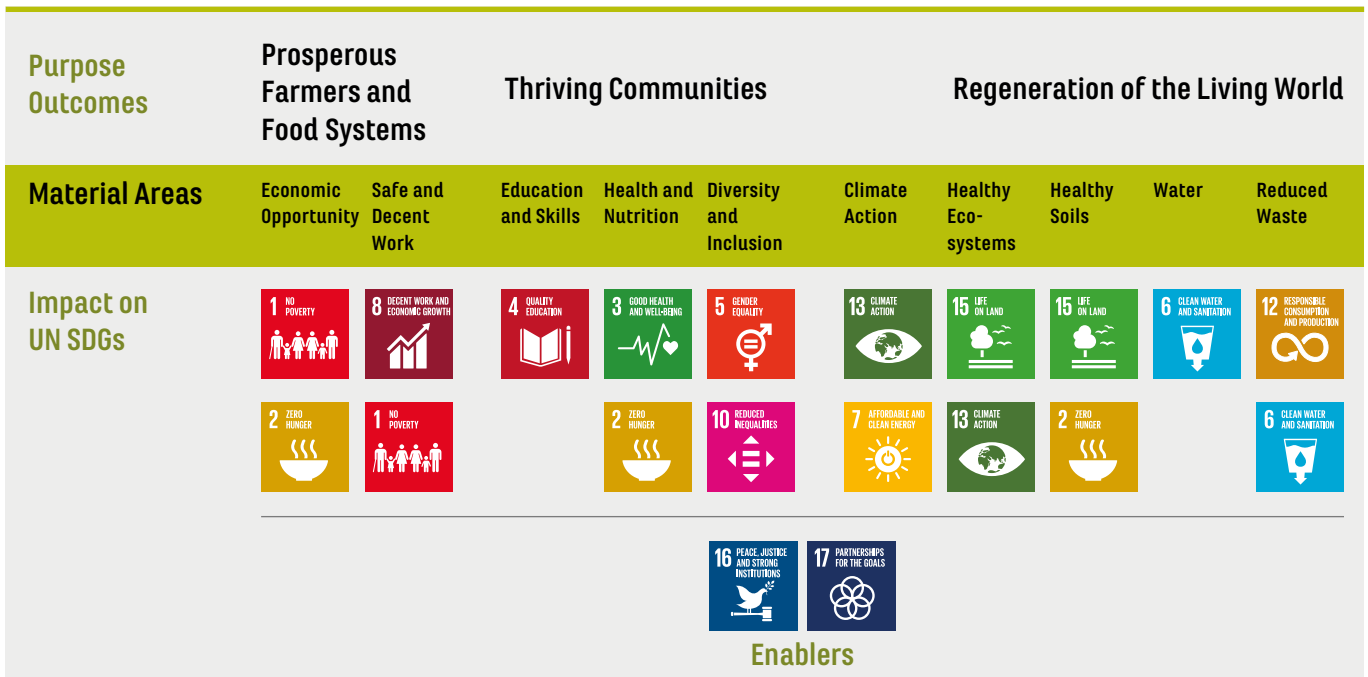 Purpose
Outcomes
Prosperous
Farmers and
Food Systems
Thriving Communities
Regeneration of the Living World
Material Areas
Economic
Opportunity
Safe and
Decent
Work
Education
and Skills
Health and
Nutrition
Diversity
and
Inclusion
Climate
Action
Healthy
Eco-
systems
Healthy
Soils
Water
Reduced
Waste
Impact on
UN SDGs
1 NO
POVERTY
8 DECENT WORK AND
ECONOMIC GROWTH
4 QUALITY
EDUCATION
3 GOOD HEALTH
AND WELL-BEING
5 GENDER
EQUALITY
13 CLIMATE
ACTION
15 LIFE
ON LAND
15 LIFE
ON LAND
6 CLEAN WATER
AND SANITATION
12 RESPONSIBLE
CONSUMPTION
AND PRODUCTION
2 ZERO
HUNGER
1 NO
POVERTY
2 ZERO
HUNGER
10 REDUCED
INEQUALITIES
7 AFFORDABLE AND
CLEAN ENERGY
13 CLIMATE
ACTION
2 ZERO
HUNGER
6 CLEAN WATER
AND SANITATION
16 PEACE, JUSTICE
AND STRONG
INSTITUTIONS
17 PARTNERSHIPS
FOR THE GOALS
Enablers